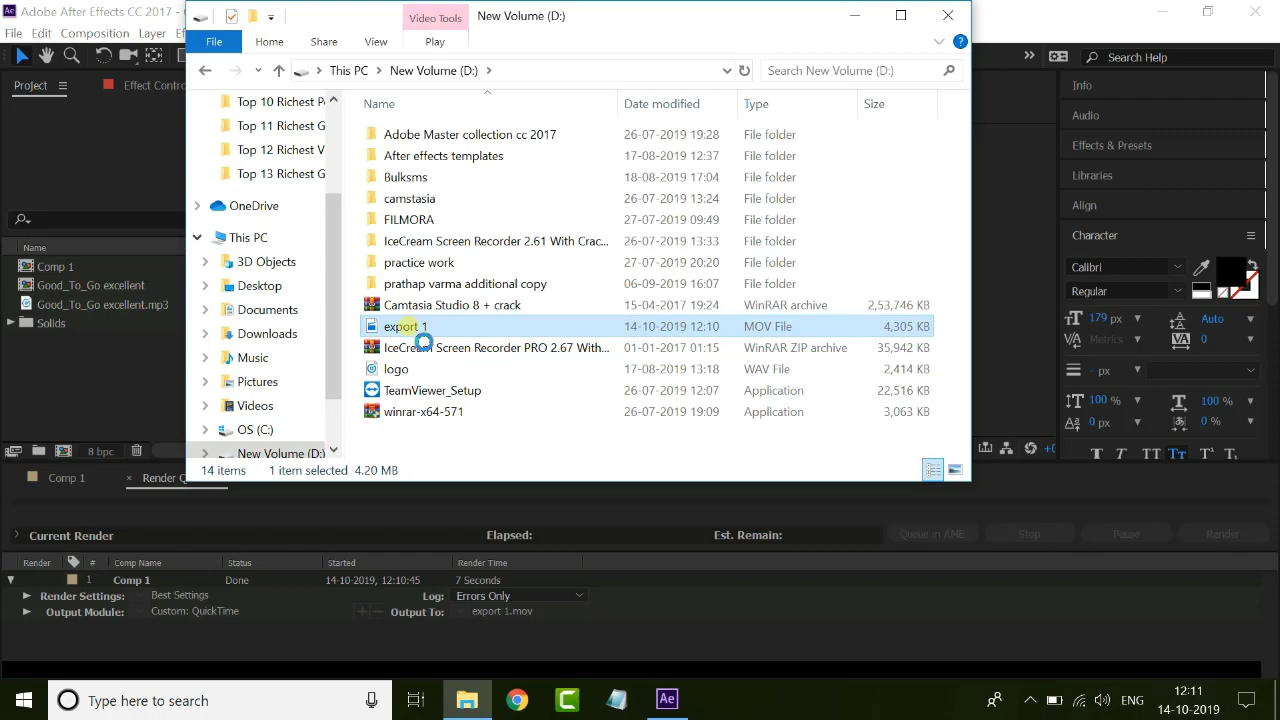 Adobe After Effects CC 2017 -
File Edit Composition Layer
Project
Effect Contro
Name
Comp 1
Good_To_Go excellent
Good_To_Go excellent.mp3
Solids
8 bpc
Video Tools
New Volume (D:)
File Home Share View Play
This PC New Volume (D:)
Search New Volume (D:)
Top 10 Richest P
Top 11 Richest G
Top 12 Richest V
Top 13 Richest G
OneDrive
This PC
3D Objects
Desktop
Documents
Downloads
Music
Pictures
Videos
OS (C:)
New Volume (D:)
Name Date modified Type Size
Adobe Master collection cc 2017 26-07-2019 19:28 File folder
After effects templates 17-08-2019 12:37 File folder
Bulksms 18-08-2019 17:04 File folder
camstasia 26-07-2019 13:24 File folder
FILMORA 27-07-2019 09:49 File folder
IceCream Screen Recorder 2.61 With Crac... 26-07-2019 13:33 File folder
practice work 27-07-2019 20:20 File folder
prathap varma additional copy 06-09-2019 16:07 File folder
Camtasia Studio 8 + crack 15-04-2017 19:24 WinRAR archive 2,53,746 KB
export 1 14-10-2019 12:10 MOV File 4,305 KB
IceCream Screen Recorder PRO 2.67 With... 01-01-2017 01:15 WinRAR ZIP archive 35,942 KB
logo 17-08-2019 13:18 WAV File 2,414 KB
TeamViewer_Setup 26-07-2019 12:07 Application 22,516 KB
winrar-x64-571 26-07-2019 19:09 Application 3,063 KB
14 items 1 item selected 4.20 MB
Search Help
Info
Audio
Effects & Presets
Libraries
Align
Character
Calibri
Regular
179 px Auto
Metrics 0
- px
100 % 100 %
0 px 0 %
T T TT Tt T¹ T₁
Comp 1
Render Q
Current Render Elapsed: Est. Remain: Queue in AME Stop Pause Render
Render # Comp Name Status Started Render Time
1 Comp 1 Done 14-10-2019, 12:10:45 7 Seconds
Render Settings: Best Settings Log: Errors Only
Output Module: Custom: QuickTime Output To: export 1.mov
Type here to search
Ae
ENG
12:11
14-10-2019